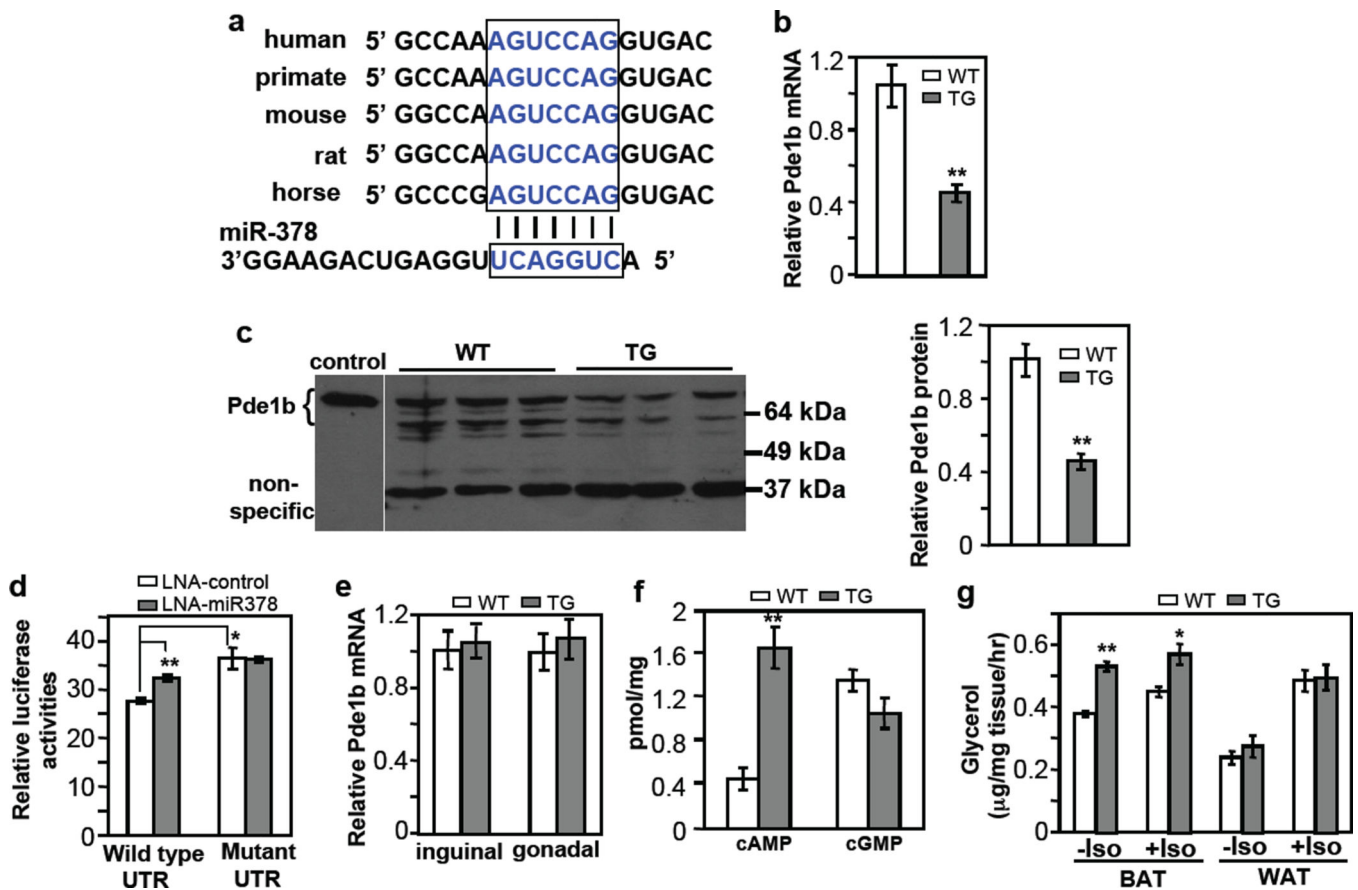 a
human 5' GCCAAAGUCCAGGUGAC
primate 5' GCCAAAGUCCAGGUGAC
mouse 5' GGCCAAGUCCAGGUGAC
rat 5' GGCCAAGUCCAGGUGAC
horse 5' GCCCGAGUCCAGGUGAC
miR-378
3'GGAAGACUGAGGUUCAGGUCA 5'
b
Relative Pde1b mRNA
1.2
0.8
0.4
0
WT
TG
**
c
control
WT
TG
Pde1b
64 kDa
49 kDa
non-
specific
37 kDa
Relative Pde1b protein
1.2
0.8
0.4
0
WT
TG
**
d
LNA-control
LNA-miR378
Relative luciferase
activities
40
30
20
10
0
**
*
Wild type
UTR
Mutant
UTR
e
WT
TG
Relative Pde1b mRNA
1.2
0.8
0.4
0
inguinal
gonadal
f
WT
TG
pmol/mg
2
1.6
1.2
0.8
0.4
0
**
cAMP
cGMP
g
WT
TG
Glycerol
(µg/mg tissue/hr)
0.6
0.4
0.2
0
**
*
-Iso
+Iso
-Iso
+Iso
BAT
WAT